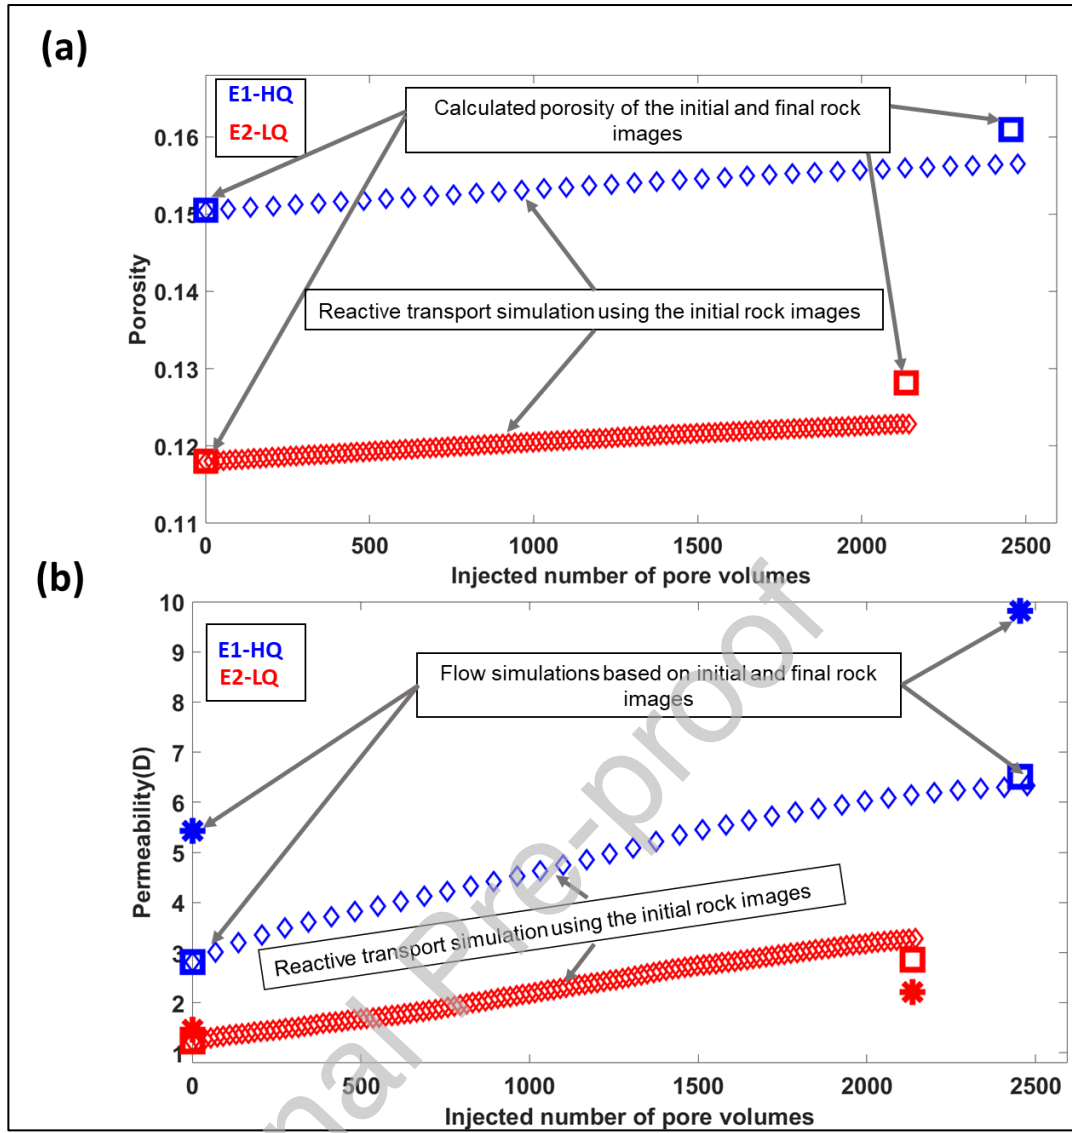 (a)
E1-HQ
E2-LQ
Calculated porosity of the initial and final rock
images
Reactive transport simulation using the initial rock images
Porosity
0.16
0.15
0.14
0.13
0.12
0.11
0
500
1000
1500
2000
2500
Injected number of pore volumes
(b)
E1-HQ
E2-LQ
Flow simulations based on initial and final rock
images
Reactive transport simulation using the initial rock images
Permeability(D)
10
9
8
7
6
5
4
3
2
1
0
500
1000
1500
2000
2500
Injected number of pore volumes
nal Pre-proof